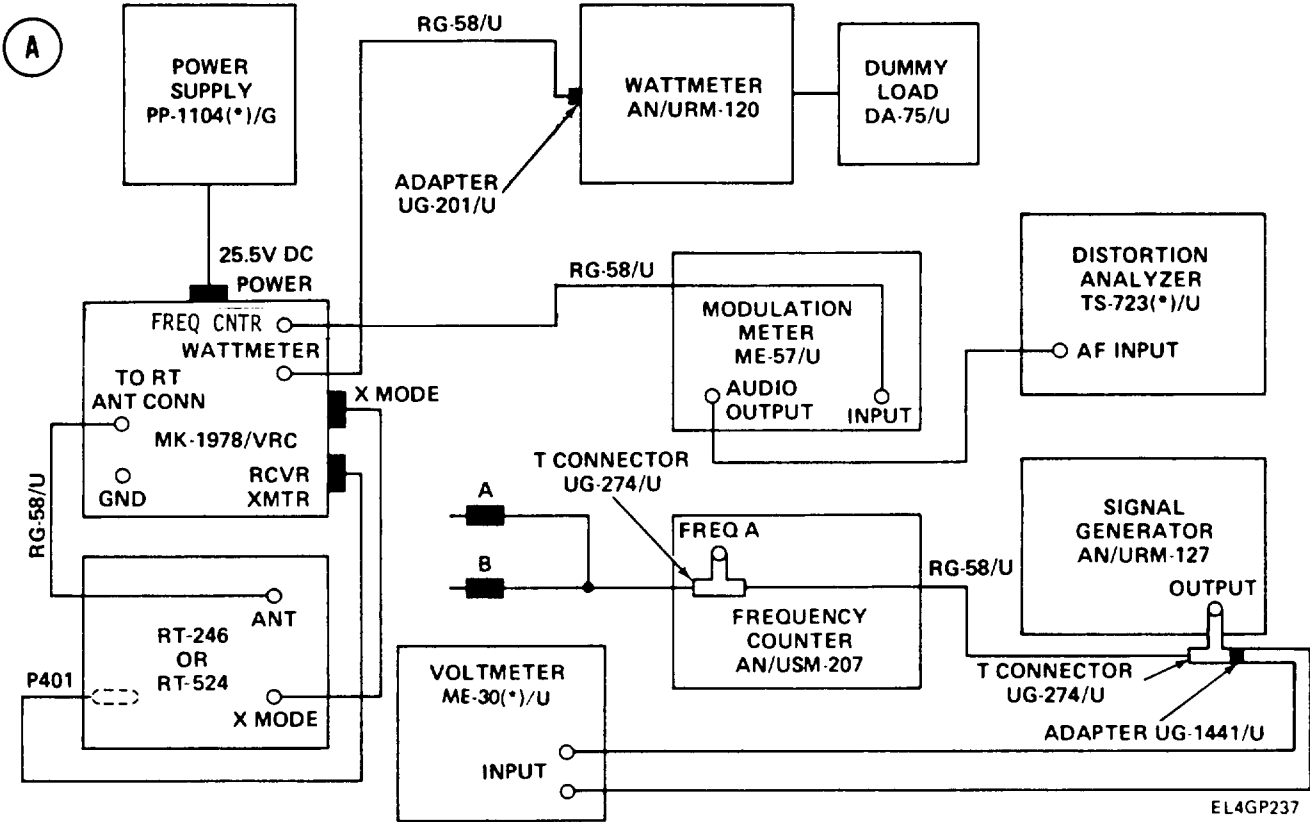 A
POWER
SUPPLY
PP-1104(*)/G
RG-58/U
WATTMETER
AN/URM-120
DUMMY
LOAD
DA-75/U
ADAPTER
UG-201/U
25.5V DC
POWER
FREQ CNTR
WATTMETER
TO RT
ANT CONN
X MODE
MK-1978/VRC
RCVR
XMTR
GND
RG-58/U
RG-58/U
MODULATION
METER
ME-57/U
AUDIO
OUTPUT
INPUT
DISTORTION
ANALYZER
TS-723(*)/U
AF INPUT
T CONNECTOR
UG-274/U
A
B
FREQ A
FREQUENCY
COUNTER
AN/USM-207
RG-58/U
SIGNAL
GENERATOR
AN/URM-127
OUTPUT
ANT
RT-246
OR
RT-524
P401
X MODE
VOLTMETER
ME-30(*)/U
INPUT
T CONNECTOR
UG-274/U
ADAPTER UG-1441/U
EL4GP237